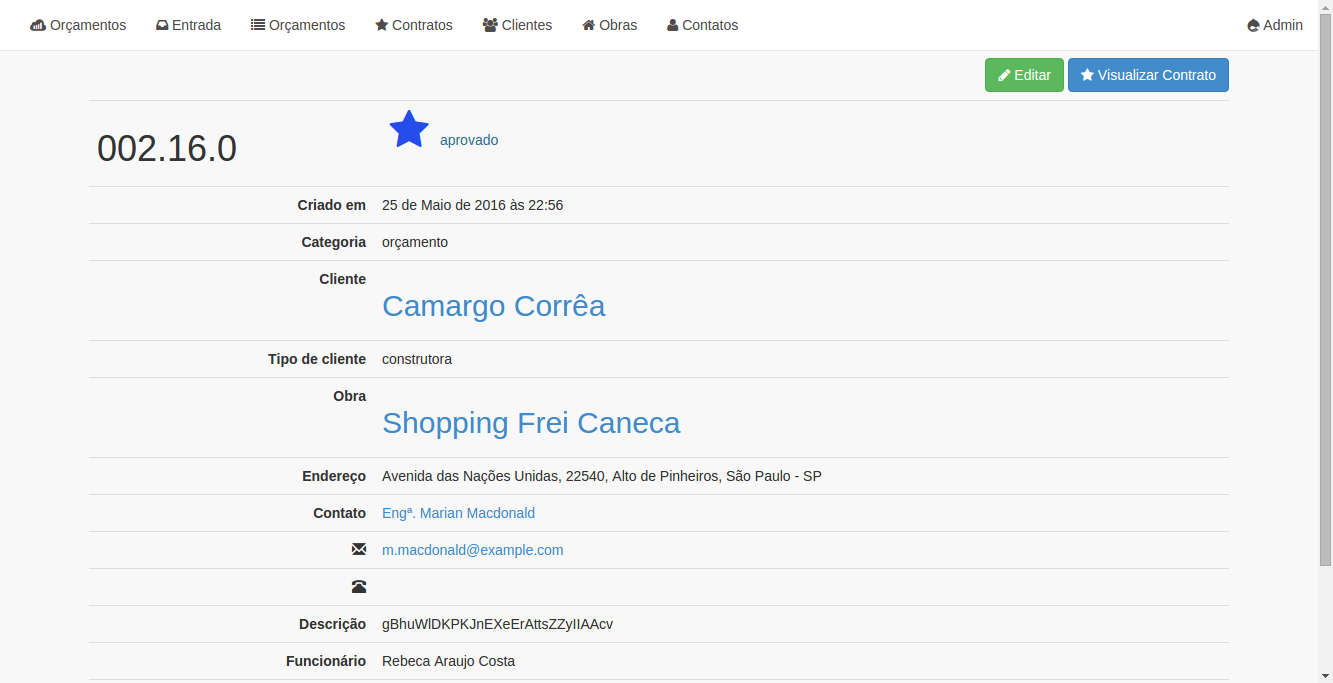 Orçamentos Entrada Orçamentos Contratos Clientes Obras Contatos Admin
Editar Visualizar Contrato
002.16.0 aprovado
Criado em 25 de Maio de 2016 às 22:56
Categoria orçamento
Cliente
Camargo Corrêa
Tipo de cliente construtora
Obra
Shopping Frei Caneca
Endereço Avenida das Nações Unidas, 22540, Alto de Pinheiros, São Paulo - SP
Contato Engª. Marian Macdonald
m.macdonald@example.com
Descrição gBhuWlDKPKJnEXeErAttsZZyIIAAcv
Funcionário Rebeca Araujo Costa